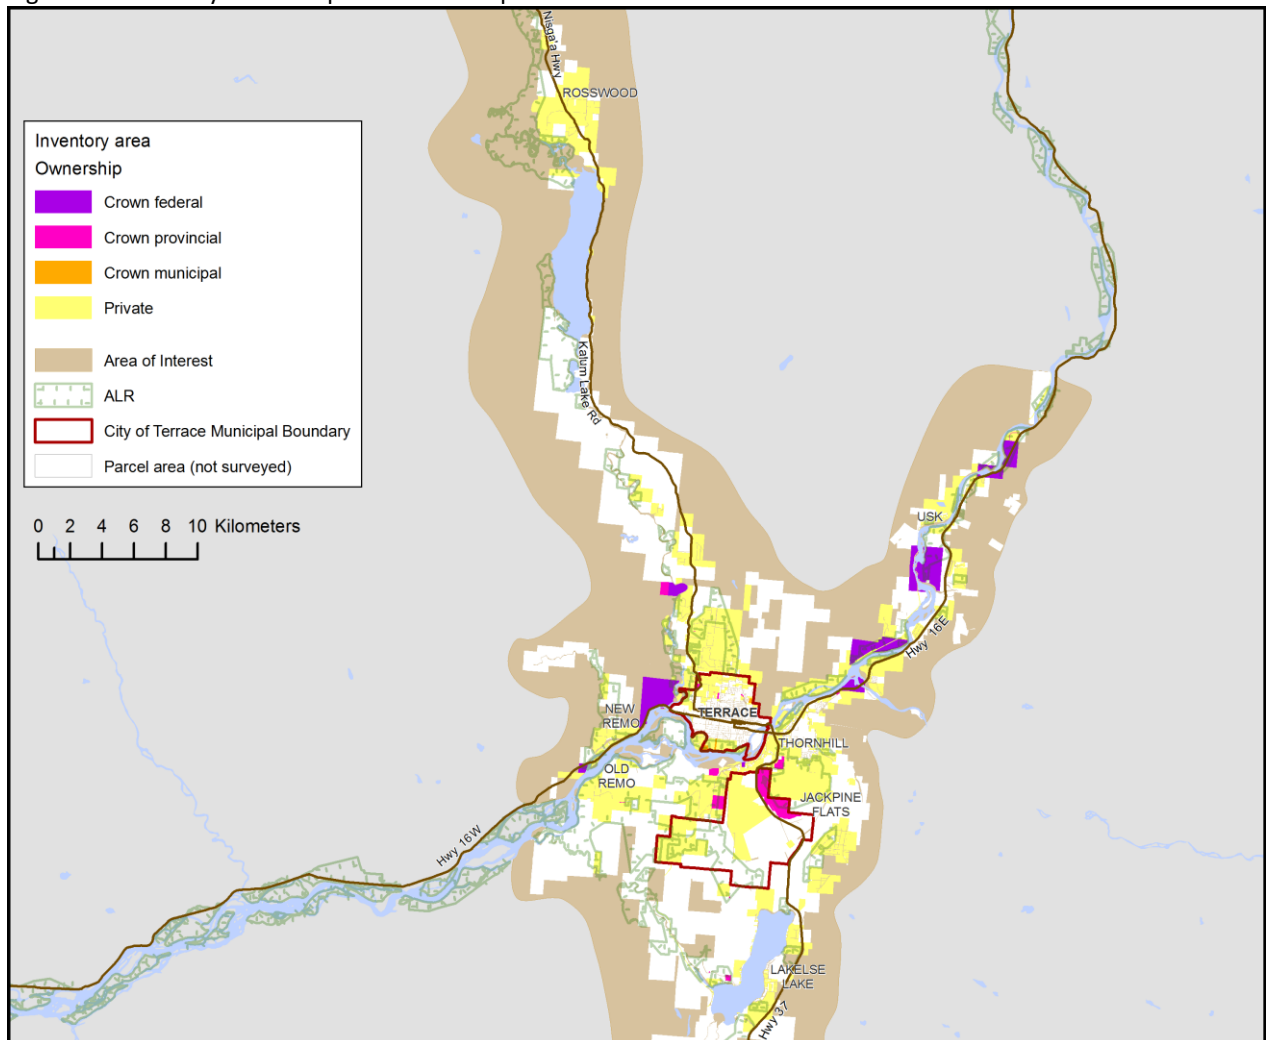 Nisga'a Hwy
ROSSWOOD
Inventory area
Ownership
Crown federal
Crown provincial
Crown municipal
Private
Area of Interest
ALR
City of Terrace Municipal Boundary
Parcel area (not surveyed)
0 2 4 6 8 10 Kilometers
Kalum Lake Rd
USK
Hwy 16E
NEW
REMO
TERRACE
THORNHILL
OLD
REMO
JACKPINE
FLATS
Hwy 16W
LAKELSE
LAKE
Hwy 37